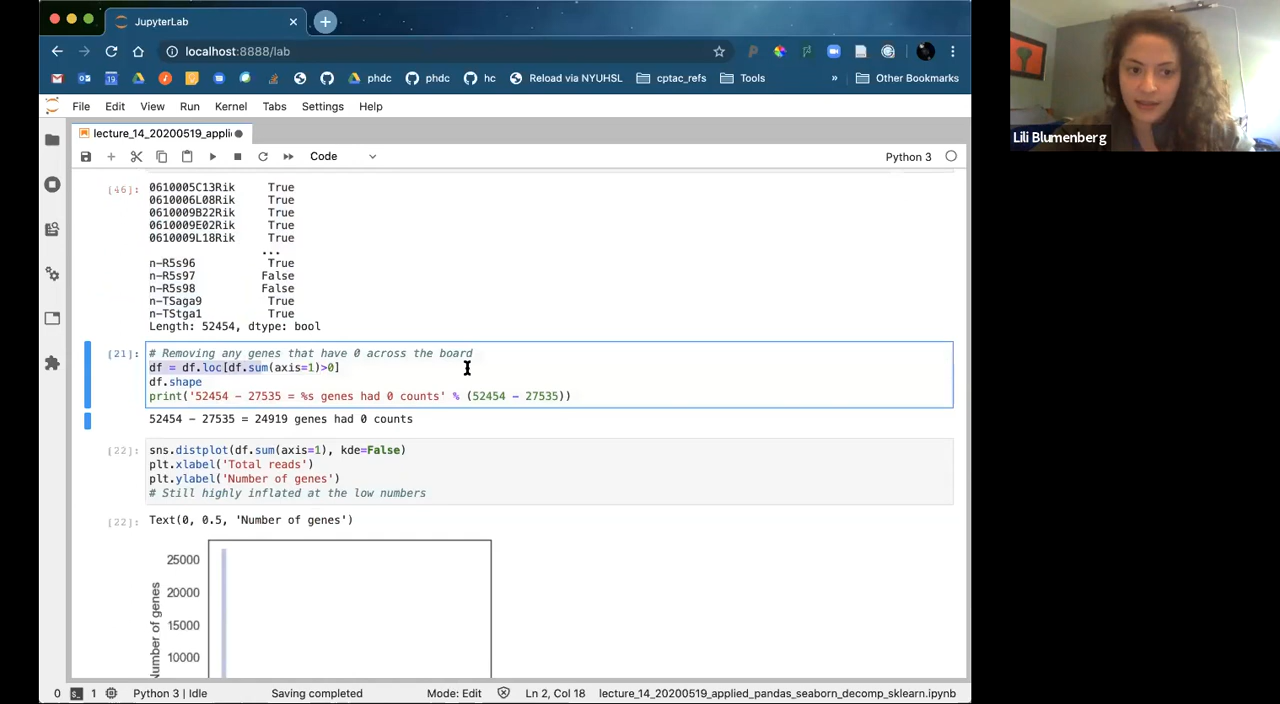 JupyterLab
localhost:8888/lab
phdc
phdc
hc
Reload via NYUHSL
cptac_refs
Tools
»
Other Bookmarks
File Edit View Run Kernel Tabs Settings Help
lecture_14_20200519_appli
Code
Python 3
[46]:
0610005C13Rik True
0610006L08Rik True
0610009B22Rik True
0610009E02Rik True
0610009L18Rik True
...
n-R5s96 True
n-R5s97 False
n-R5s98 False
n-TSaga9 True
n-TStga1 True
Length: 52454, dtype: bool
[21]: # Removing any genes that have 0 across the board
df = df.loc[df.sum(axis=1)>0]
df.shape
print('52454 - 27535 = %s genes had 0 counts' % (52454 - 27535))
52454 - 27535 = 24919 genes had 0 counts
[22]: sns.distplot(df.sum(axis=1), kde=False)
plt.xlabel('Total reads')
plt.ylabel('Number of genes')
# Still highly inflated at the low numbers
[22]: Text(0, 0.5, 'Number of genes')
25000
20000
15000
10000
Number of genes
0 1 Python 3 | Idle Saving completed Mode: Edit Ln 2, Col 18 lecture_14_20200519_applied_pandas_seaborn_decomp_sklearn.ipynb
Lili Blumenberg